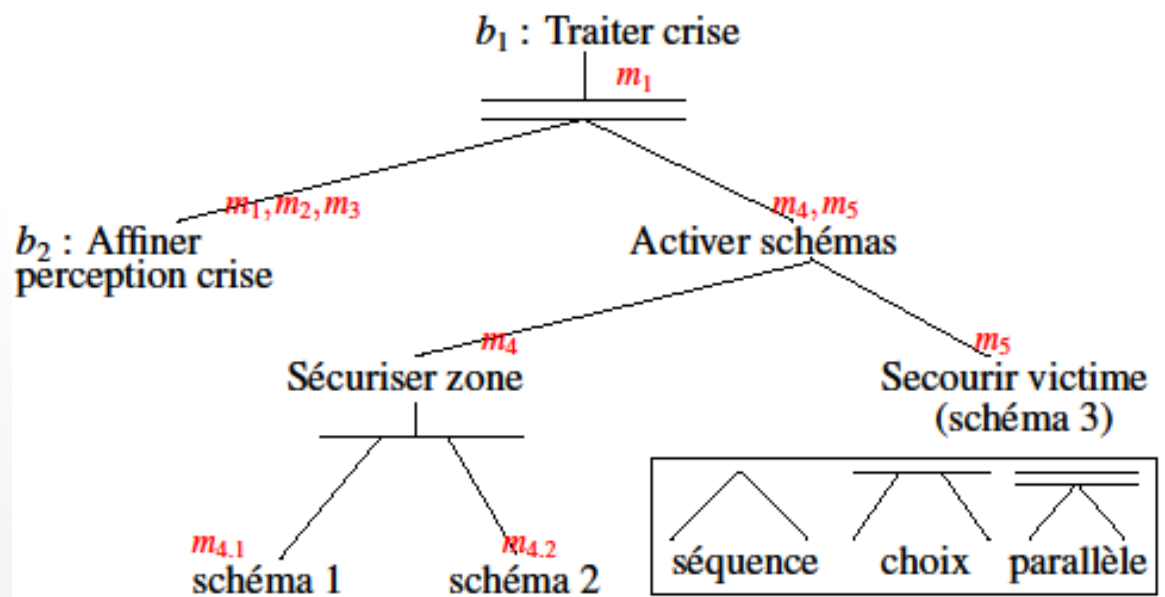 b₁ : Traiter crise
m₁
m₁, m₂, m₃
m₄, m₅
b₂ : Affiner
perception crise
Activer schémas
m₄
m₅
Sécuriser zone
Secourir victime
(schéma 3)
m₄.₁
m₄.₂
schéma 1
schéma 2
séquence
choix
parallèle